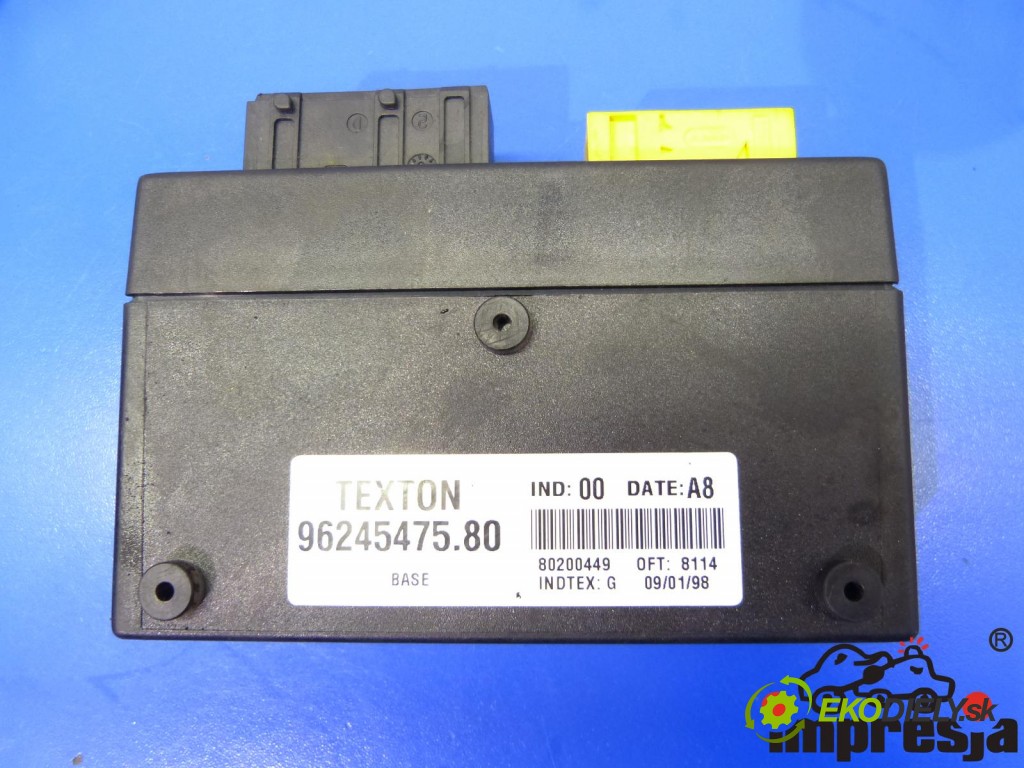 D S
TEXTON
96245475.80
BASE
IND: 00 DATE: A8
80200449 OFT: 8114
INDTEX: G 09/01/98
®
EKODIELY.sk
impresja